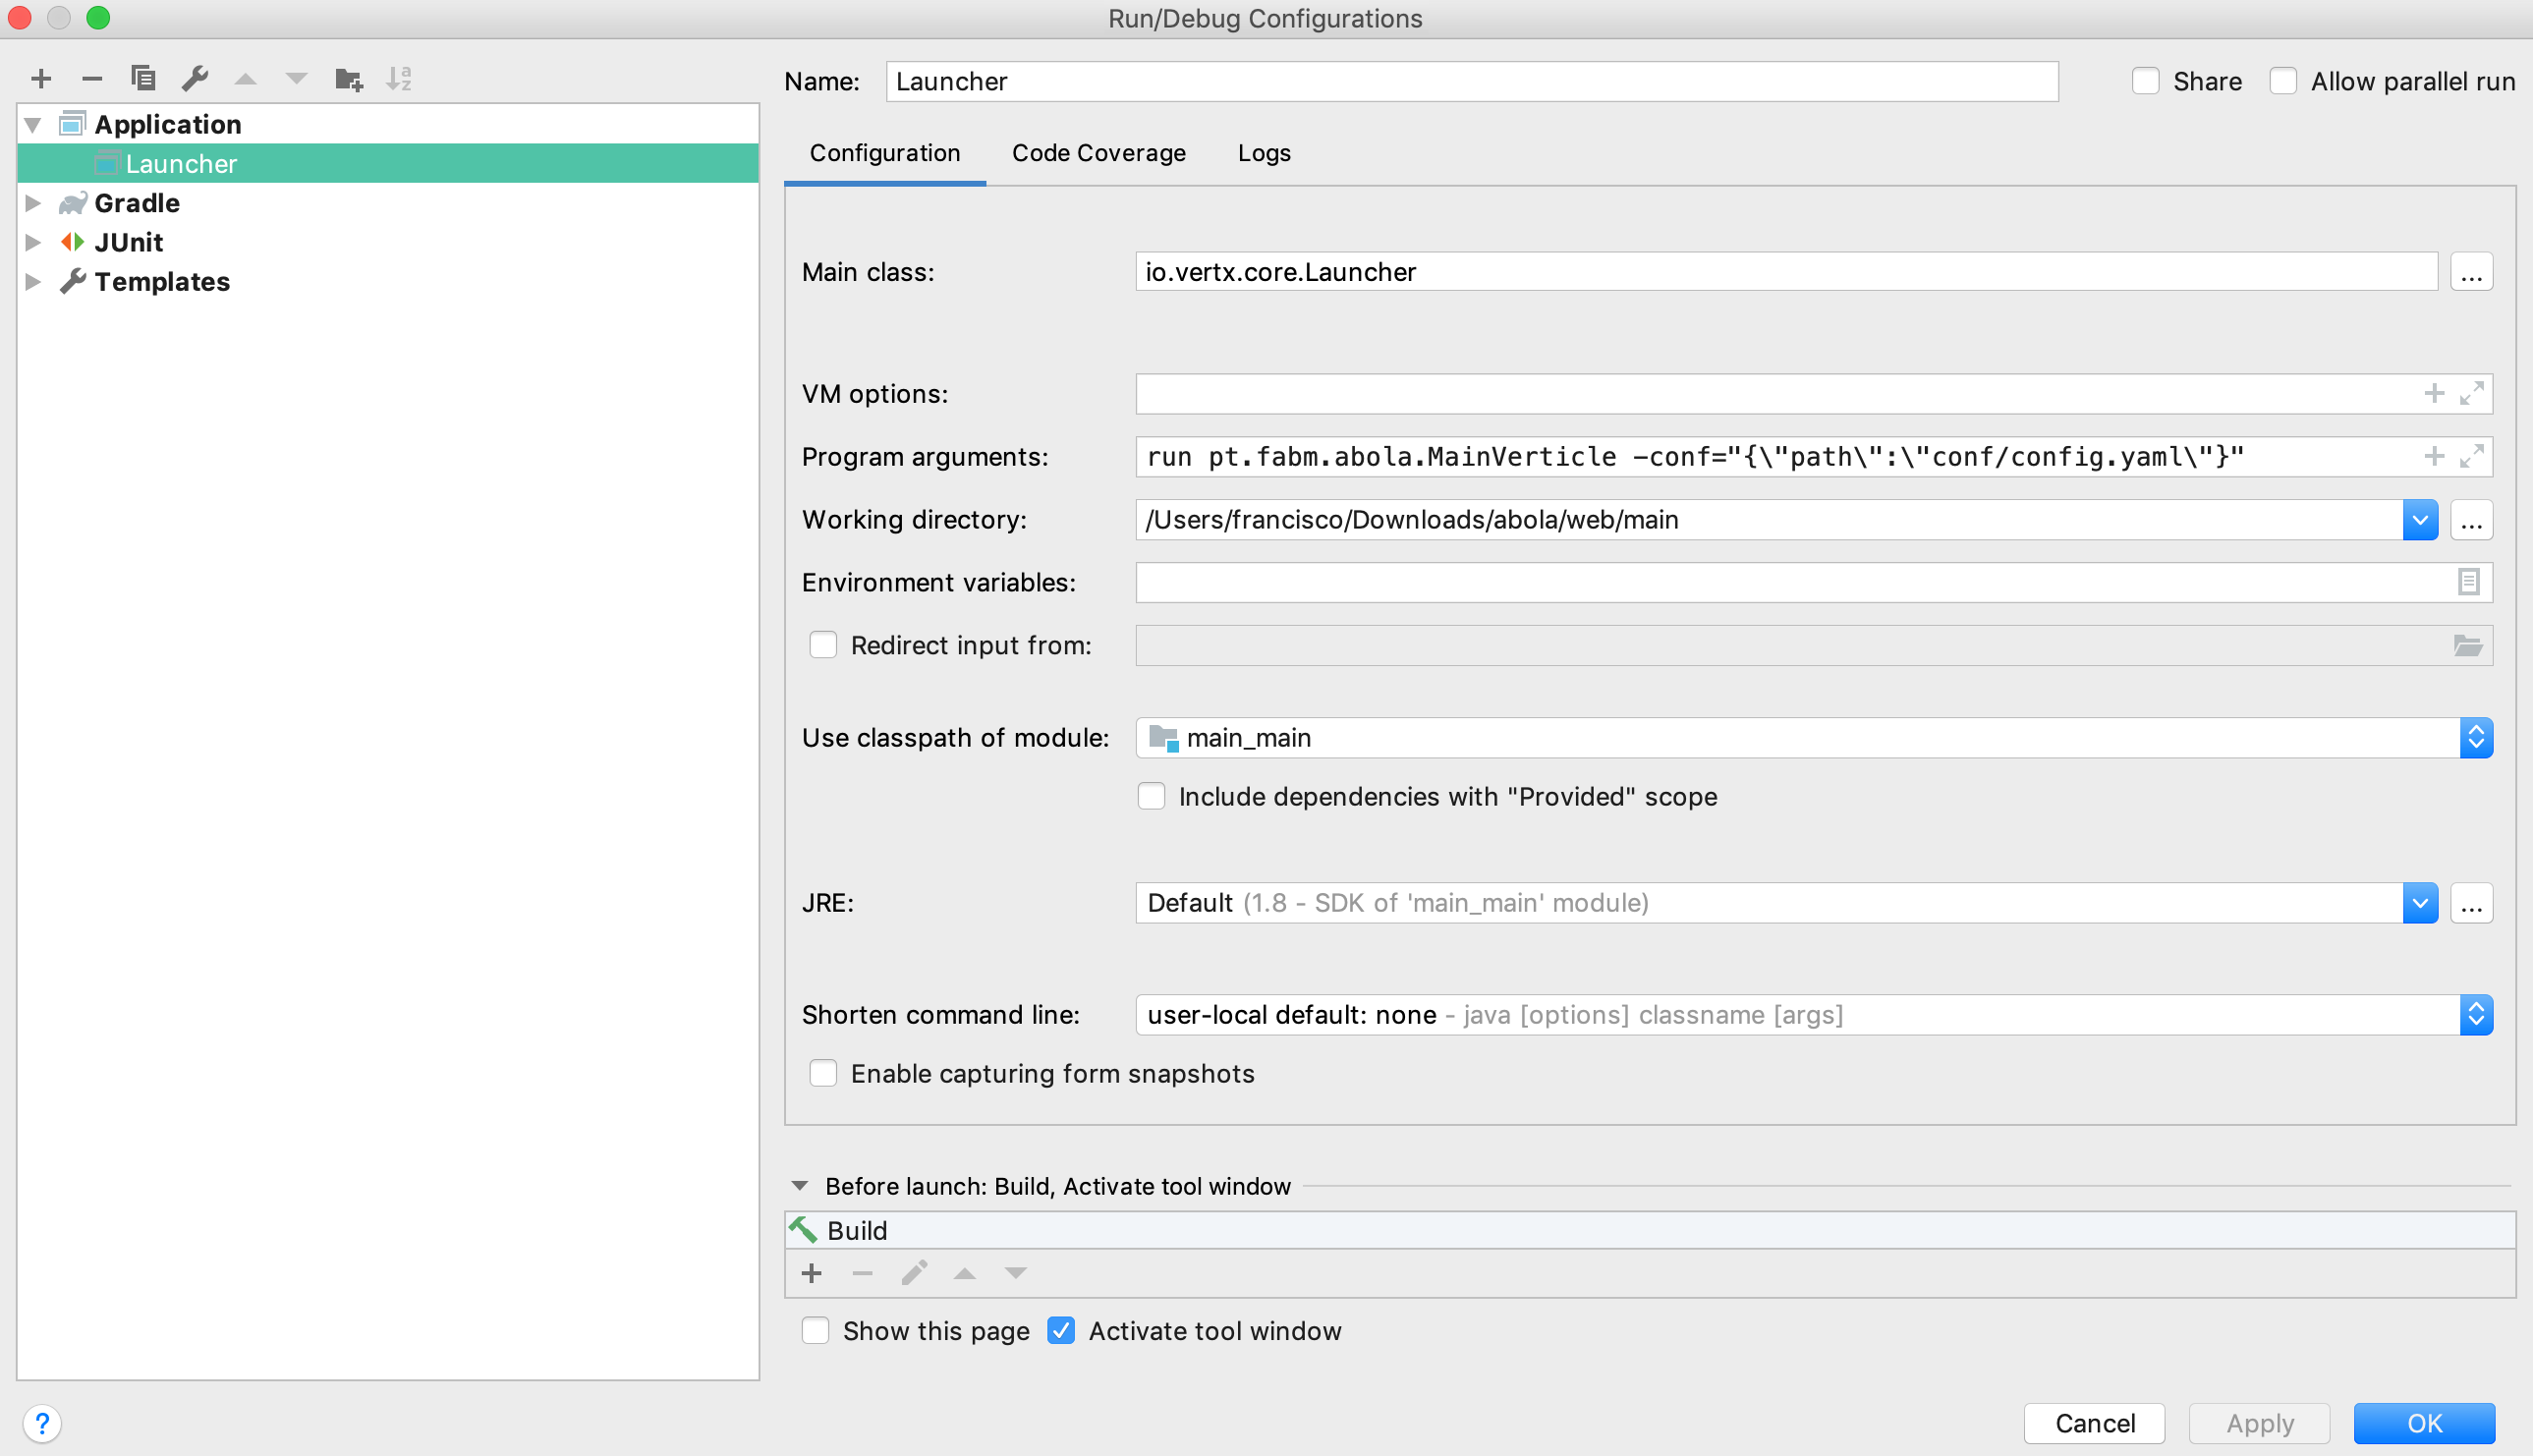 Run/Debug Configurations
Name: Launcher Share Allow parallel run
Application
Launcher
Gradle
JUnit
Templates
Configuration Code Coverage Logs
Main class: io.vertx.core.Launcher ...
VM options:
Program arguments: run pt.fabm.abola.MainVerticle -conf="{\"path\":\"conf/config.yaml\"}"
Working directory: /Users/francisco/Downloads/abola/web/main ...
Environment variables:
Redirect input from:
Use classpath of module: main_main
Include dependencies with "Provided" scope
JRE: Default (1.8 - SDK of 'main_main' module) ...
Shorten command line: user-local default: none - java [options] classname [args]
Enable capturing form snapshots
Before launch: Build, Activate tool window
Build
Show this page Activate tool window
? Cancel Apply OK